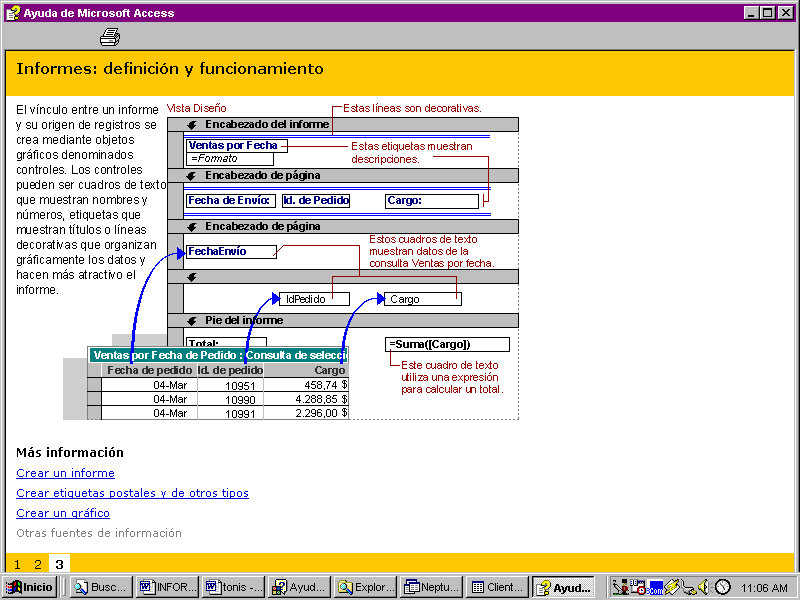 Ayuda de Microsoft Access
Informes: definición y funcionamiento
El vínculo entre un informe
y su origen de registros se
crea mediante objetos
gráficos denominados
controles. Los controles
pueden ser cuadros de texto
que muestran nombres y
números, etiquetas que
muestran títulos o líneas
decorativas que organizan
gráficamente los datos y
hacen más atractivo el
informe.
Vista Diseño
Estas líneas son decorativas.
Encabezado del informe
Ventas por Fecha
=Formato
Estas etiquetas muestran
descripciones.
Encabezado de página
Fecha de Envío: Id. de Pedido Cargo:
Encabezado de página
FechaEnvío
Estos cuadros de texto
muestran datos de la
consulta Ventas por fecha.
IdPedido Cargo
Pie del informe
Total: =Suma([Cargo])
Este cuadro de texto
utiliza una expresión
para calcular un total.
Ventas por Fecha de Pedido : Consulta de selecci
Fecha de pedido Id. de pedido Cargo
04-Mar 10951 458,74 $
04-Mar 10990 4.288,85 $
04-Mar 10991 2.296,00 $
Más información
Crear un informe
Crear etiquetas postales y de otros tipos
Crear un gráfico
Otras fuentes de información
1 2 3
Inicio Busc... INFOR... tonis -... Ayud... Explor... Neptu... Client... Ayud... 11:06 AM